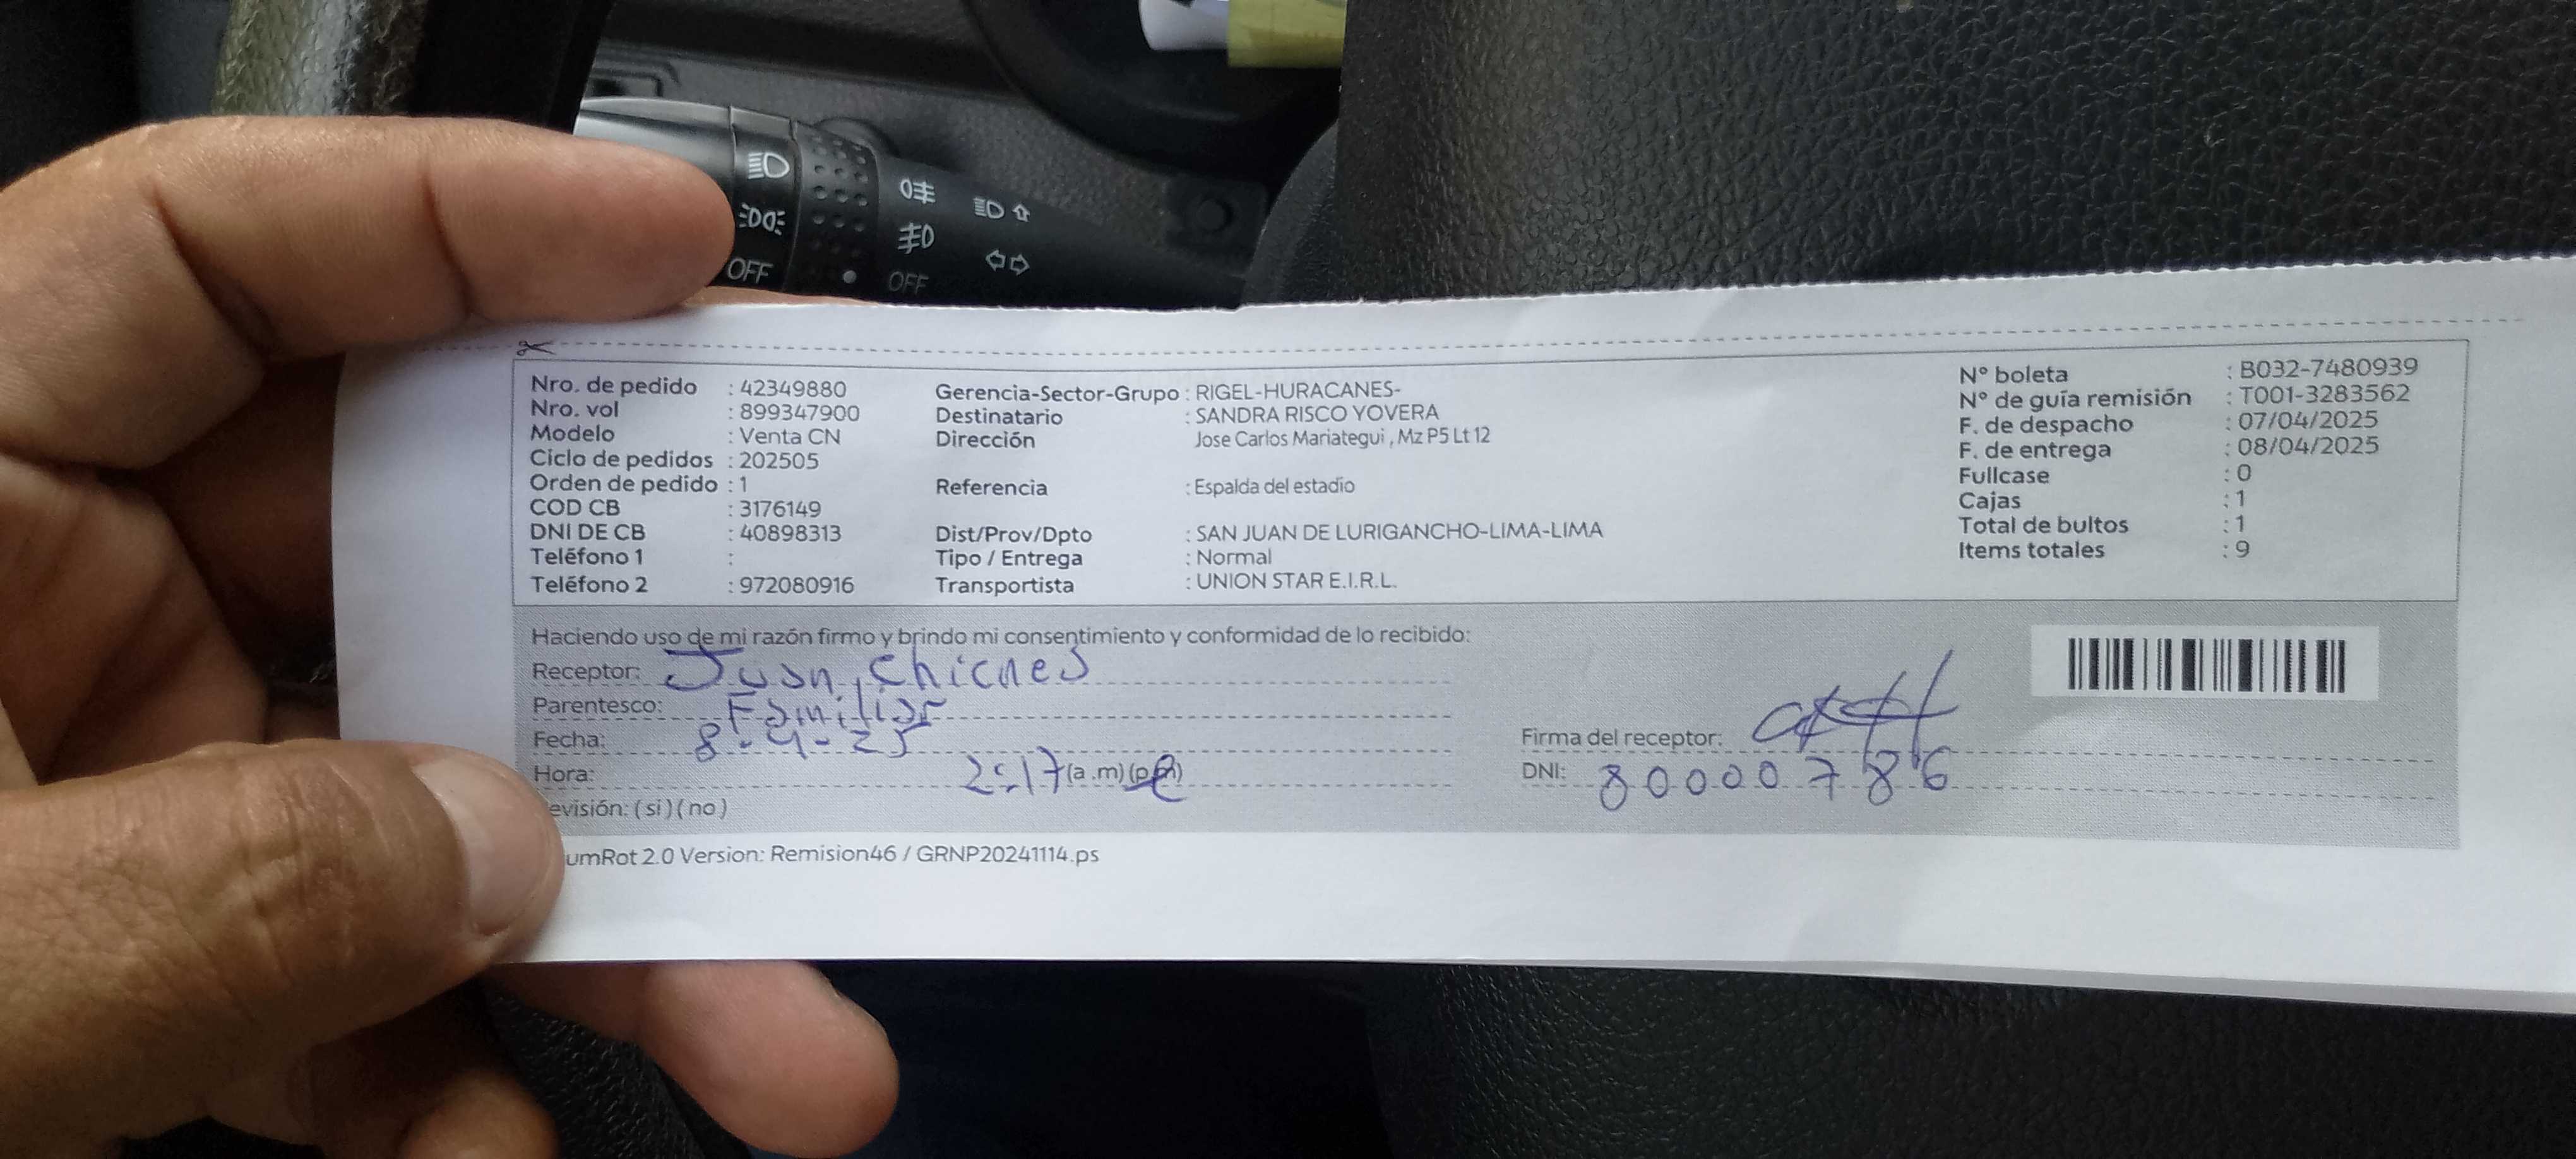 OFF
OFF
Nro. de pedido : 42349880
Nro. vol : 899347900
Modelo : Venta CN
Ciclo de pedidos : 202505
Orden de pedido : 1
COD CB : 3176149
DNI DE CB : 40898313
Teléfono 1 :
Teléfono 2 : 972080916
Gerencia-Sector-Grupo : RIGEL-HURACANES-
Destinatario : SANDRA RISCO YOVERA
Dirección Jose Carlos Mariategui , Mz P5 Lt 12
Referencia : Espalda del estadio
Dist/Prov/Dpto : SAN JUAN DE LURIGANCHO-LIMA-LIMA
Tipo / Entrega : Normal
Transportista : UNION STAR E.I.R.L.
N° boleta : B032-7480939
N° de guía remisión : T001-3283562
F. de despacho : 07/04/2025
F. de entrega : 08/04/2025
Fullcase : 0
Cajas : 1
Total de bultos : 1
Items totales : 9
Haciendo uso de mi razón firmo y brindo mi consentimiento y conformidad de lo recibido:
Receptor: Juan
Parentesco: Familiar
Fecha: 8-4-25
Hora: 2:17 (a.m) (p.m)
evisión: ( si ) ( no )
Firma del receptor:
DNI: 80000786
umRot 2.0 Version: Remision46 / GRNP20241114.ps